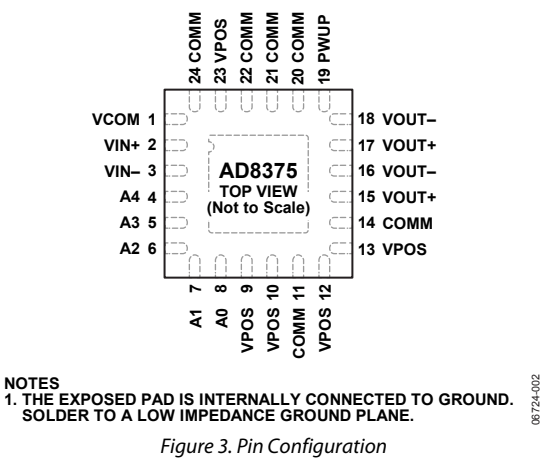 24 COMM
23 VPOS
22 COMM
21 COMM
20 COMM
19 PWUP
VCOM 1
VIN+ 2
VIN– 3
A4 4
A3 5
A2 6
AD8375
TOP VIEW
(Not to Scale)
18 VOUT–
17 VOUT+
16 VOUT–
15 VOUT+
14 COMM
13 VPOS
A1 7
A0 8
VPOS 9
VPOS 10
COMM 11
VPOS 12
NOTES
1. THE EXPOSED PAD IS INTERNALLY CONNECTED TO GROUND.
SOLDER TO A LOW IMPEDANCE GROUND PLANE.
06724-002
Figure 3. Pin Configuration